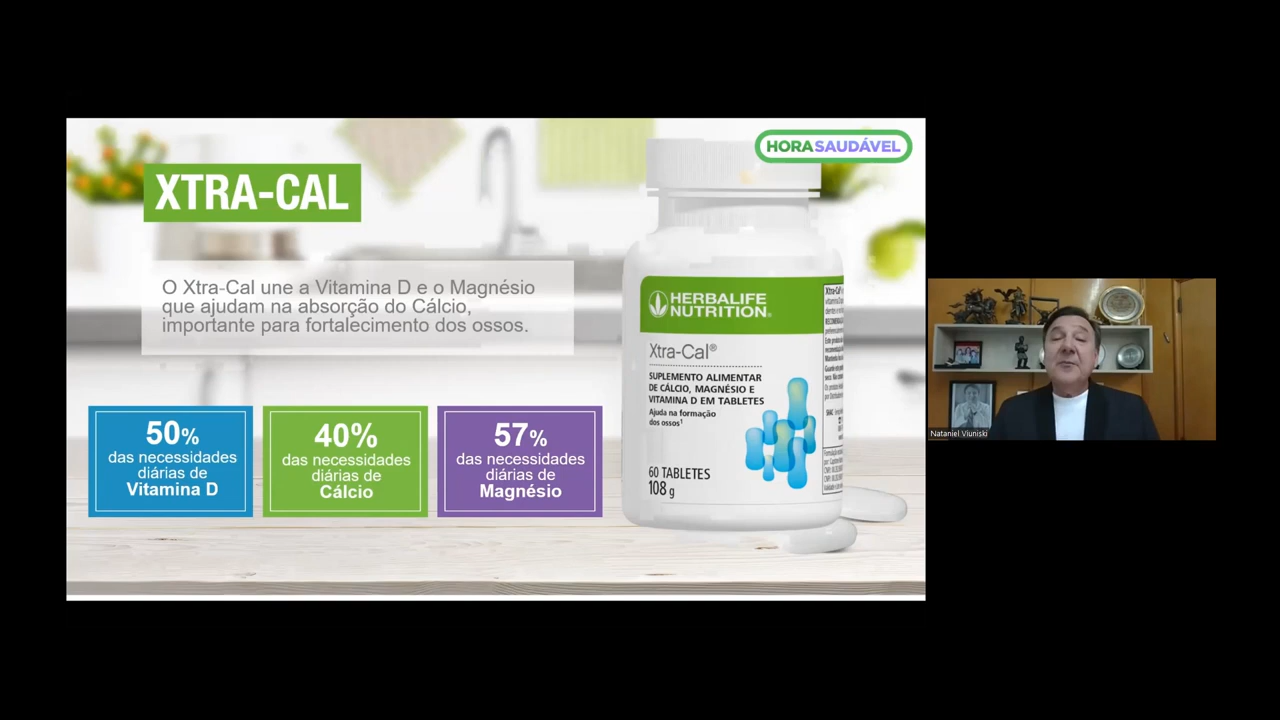 HORASAUDÁVEL
XTRA-CAL
O Xtra-Cal une a Vitamina D e o Magnésio
que ajudam na absorção do Cálcio,
importante para fortalecimento dos ossos.
50%
das necessidades
diárias de
Vitamina D
40%
das necessidades
diárias de
Cálcio
57%
das necessidades
diárias de
Magnésio
HERBALIFE
NUTRITION®
Xtra-Cal®
SUPLEMENTO ALIMENTAR
DE CÁLCIO, MAGNÉSIO E
VITAMINA D EM TABLETES
Ajuda na formação
dos ossos¹
60 TABLETES
108 g
Xtra-Cal®
Nataniel Viuniski